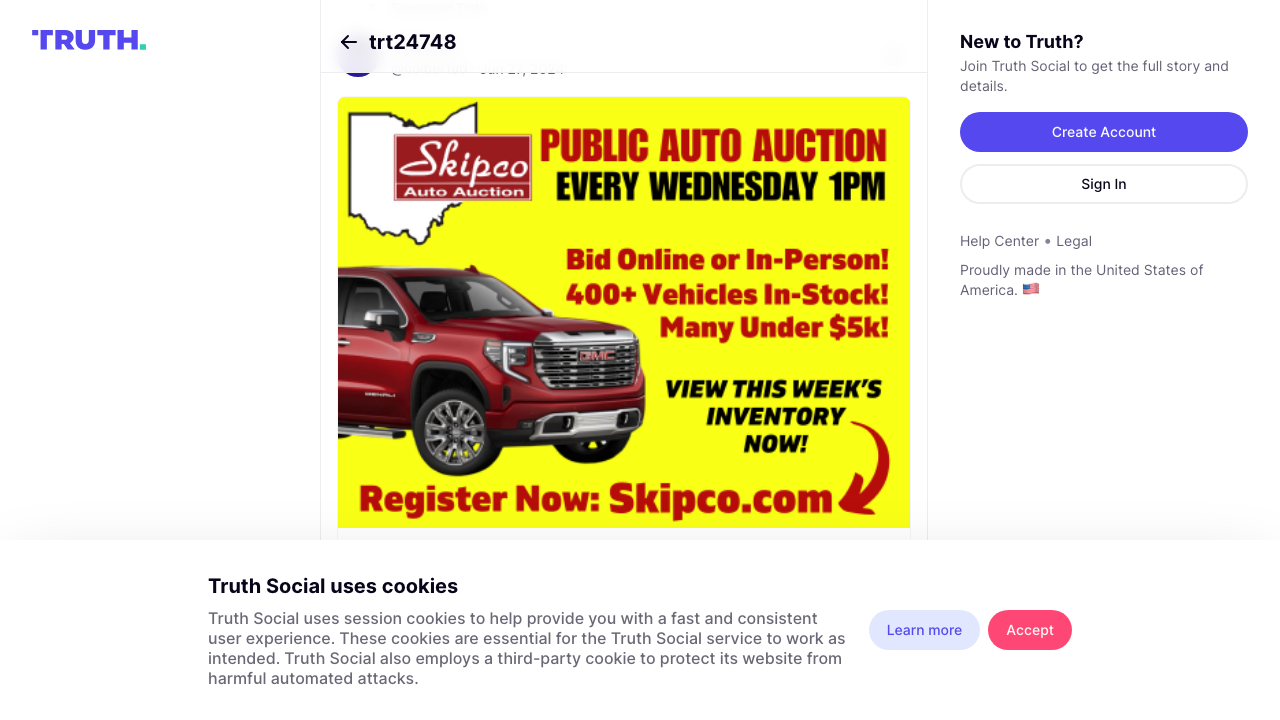 TRUTH.
trt24748
Skipco
Auto Auction
PUBLIC AUTO AUCTION
EVERY WEDNESDAY 1PM
Bid Online or In-Person!
400+ Vehicles In-Stock!
Many Under $5k!
GMC
DENALI
VIEW THIS WEEK'S
INVENTORY
NOW!
Register Now: Skipco.com
New to Truth?
Join Truth Social to get the full story and
details.
Create Account
Sign In
Help Center • Legal
Proudly made in the United States of
America. 🇺🇸
Truth Social uses cookies
Truth Social uses session cookies to help provide you with a fast and consistent
user experience. These cookies are essential for the Truth Social service to work as
intended. Truth Social also employs a third-party cookie to protect its website from
harmful automated attacks.
Learn more
Accept